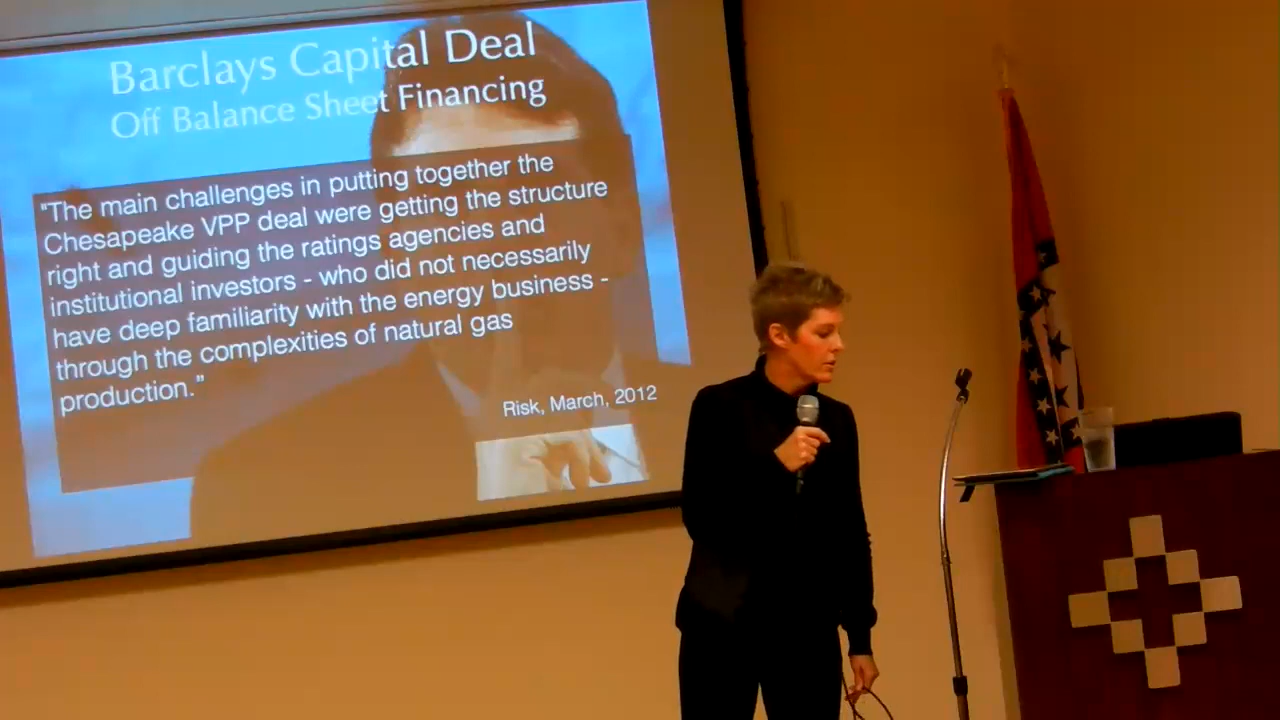 Barclays Capital Deal
Off Balance Sheet Financing
"The main challenges in putting together the
Chesapeake VPP deal were getting the structure
right and guiding the ratings agencies and
institutional investors - who did not necessarily
have deep familiarity with the energy business -
through the complexities of natural gas
production."
Risk, March, 2012